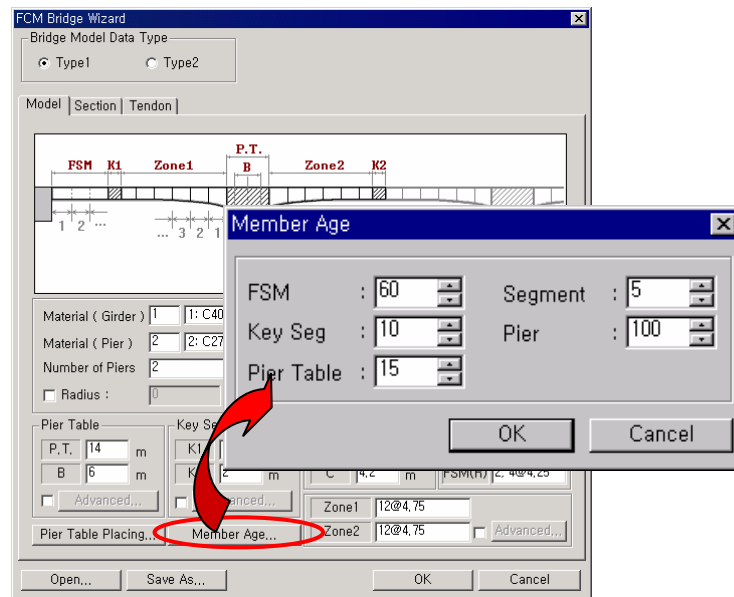 FCM Bridge Wizard
Bridge Model Data Type
Type1 Type2
Model Section Tendon
P.T.
FSM K1 Zone1 B Zone2 K2
1 2 ... ... 3 2 1
Material ( Girder ) 1 1: C40
Material ( Pier ) 2 2: C27
Number of Piers 2
Radius : 0
Pier Table
P.T. 14 m
B 6 m
Advanced...
Key Se
K1
2 m
anced...
C 4,2 m FSM(R) 2, 4@4,25
Zone1 12@4,75
Zone2 12@4,75 Advanced...
Pier Table Placing... Member Age...
Open... Save As... OK Cancel
Member Age
FSM : 60 Segment : 5
Key Seg : 10 Pier : 100
Pier Table : 15
OK Cancel